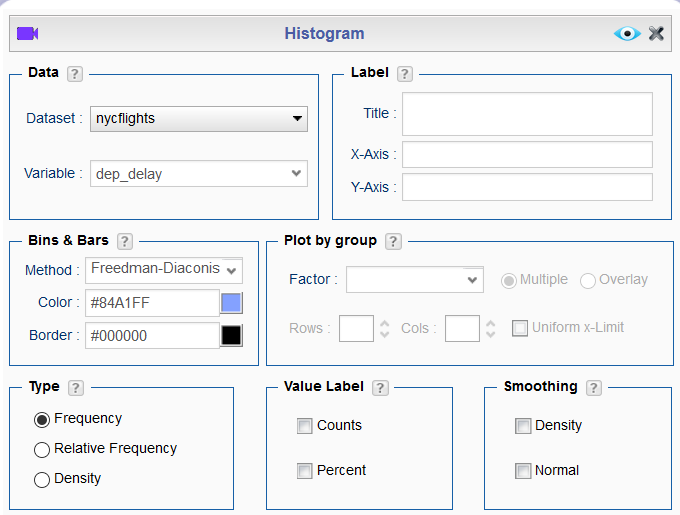 Histogram
Data ?
Label ?
Dataset : nycflights
Title :
X-Axis :
Variable : dep_delay
Y-Axis :
Bins & Bars ?
Plot by group ?
Method : Freedman-Diaconis
Factor : Multiple Overlay
Color : #84A1FF
Border : #000000
Rows : Cols : Uniform x-Limit
Type ?
Value Label ?
Smoothing ?
Frequency
Counts
Density
Relative Frequency
Percent
Normal
Density